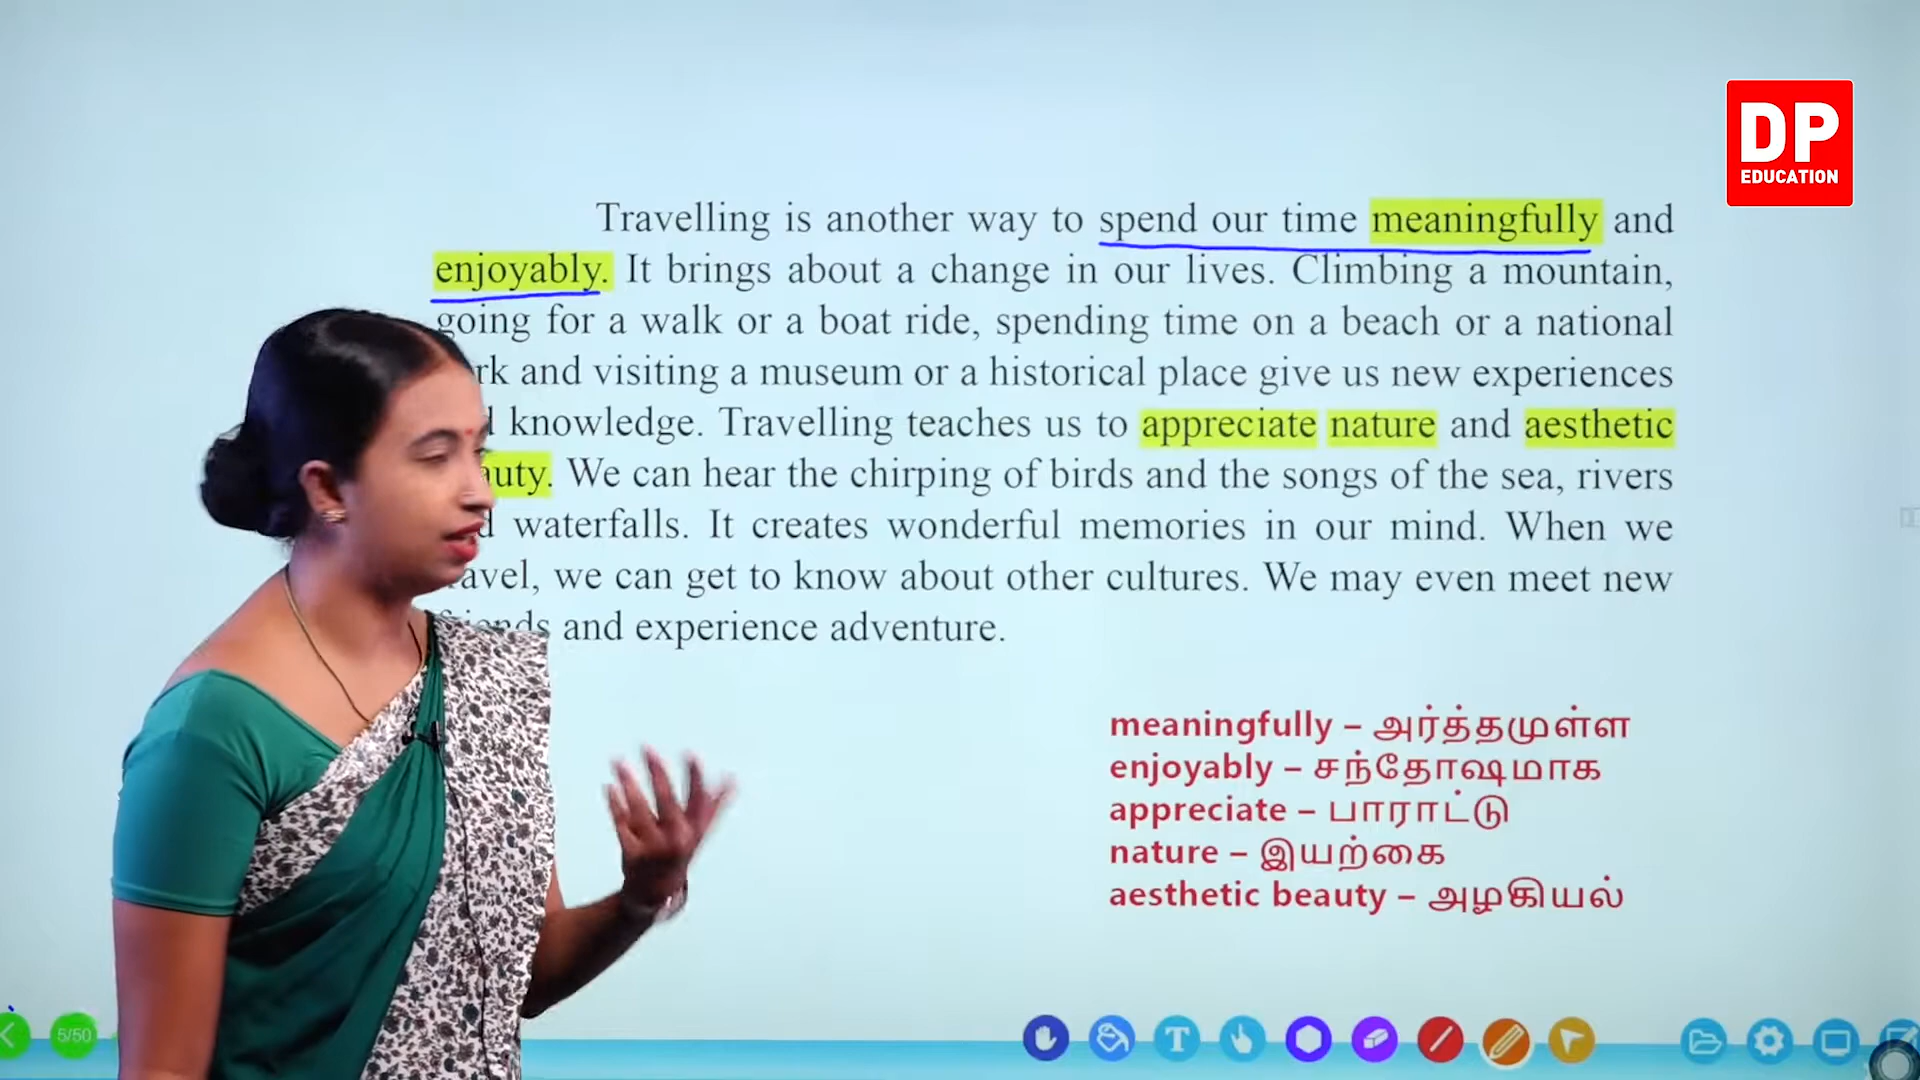 DP
EDUCATION
Travelling is another way to spend our time meaningfully and
enjoyably. It brings about a change in our lives. Climbing a mountain,
going for a walk or a boat ride, spending time on a beach or a national
and visiting a museum or a historical place give us new experiences
knowledge. Travelling teaches us to appreciate nature and aesthetic
We can hear the chirping of birds and the songs of the sea, rivers
waterfalls. It creates wonderful memories in our mind. When we
we can get to know about other cultures. We may even meet new
and experience adventure.
meaningfully – அர்த்தமுள்ள
enjoyably – சந்தோஷமாக
appreciate – பாராட்டு
nature – இயற்கை
aesthetic beauty – அழகியல்
5/50
T